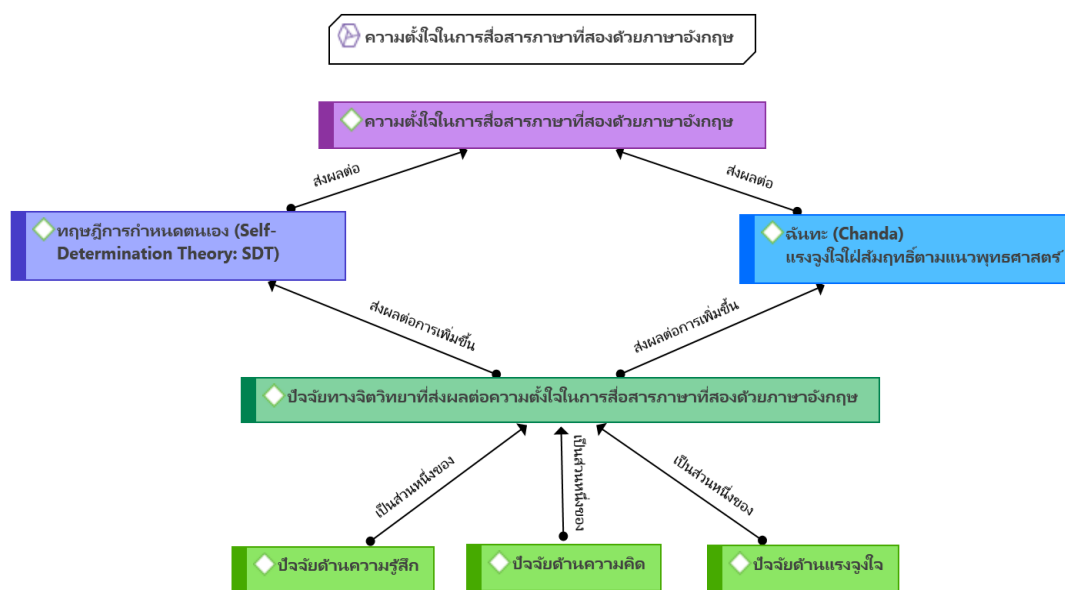 ความตั้งใจในการสื่อสารภาษาที่สองด้วยภาษาอังกฤษ
ความตั้งใจในการสื่อสารภาษาที่สองด้วยภาษาอังกฤษ
ส่งผลต่อ
ส่งผลต่อ
ทฤษฎีการกำหนดตนเอง (Self-
Determination Theory: SDT)
ฉันทะ (Chanda)
แรงจูงใจใฝ่สัมฤทธิ์ตามแนวพุทธศาสตร์
ส่งผลต่อการเพิ่มขึ้น
ส่งผลต่อการเพิ่มขึ้น
ปัจจัยทางจิตวิทยาที่ส่งผลต่อความตั้งใจในการสื่อสารภาษาที่สองด้วยภาษาอังกฤษ
เป็นส่วนหนึ่งของ
เป็นส่วนหนึ่งของ
เป็นส่วนหนึ่งของ
ปัจจัยด้านความรู้สึก
ปัจจัยด้านความคิด
ปัจจัยด้านแรงจูงใจ